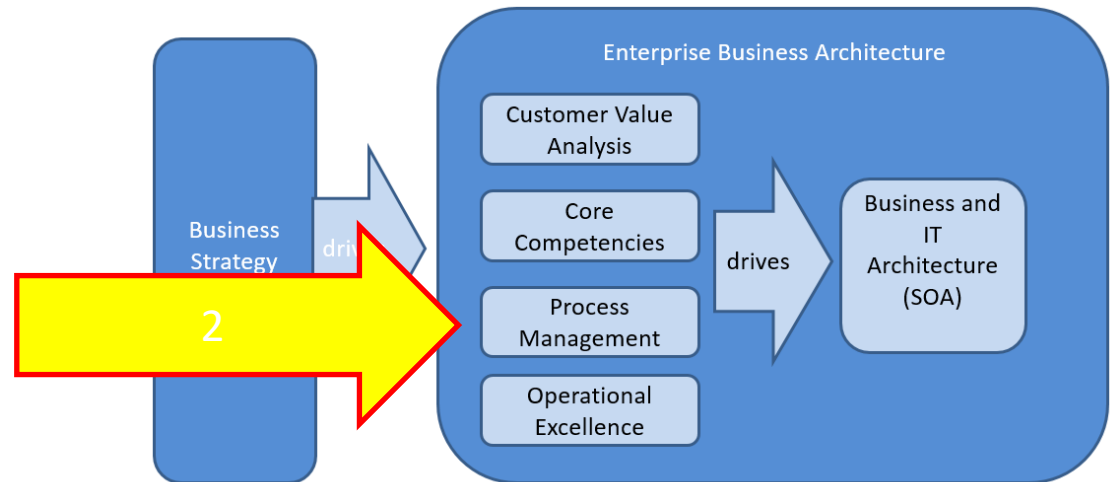 Enterprise Business Architecture
Business
Strategy
Customer Value
Analysis
Core
Competencies
Process
Management
Operational
Excellence
drives
Business and
IT
Architecture
(SOA)
2